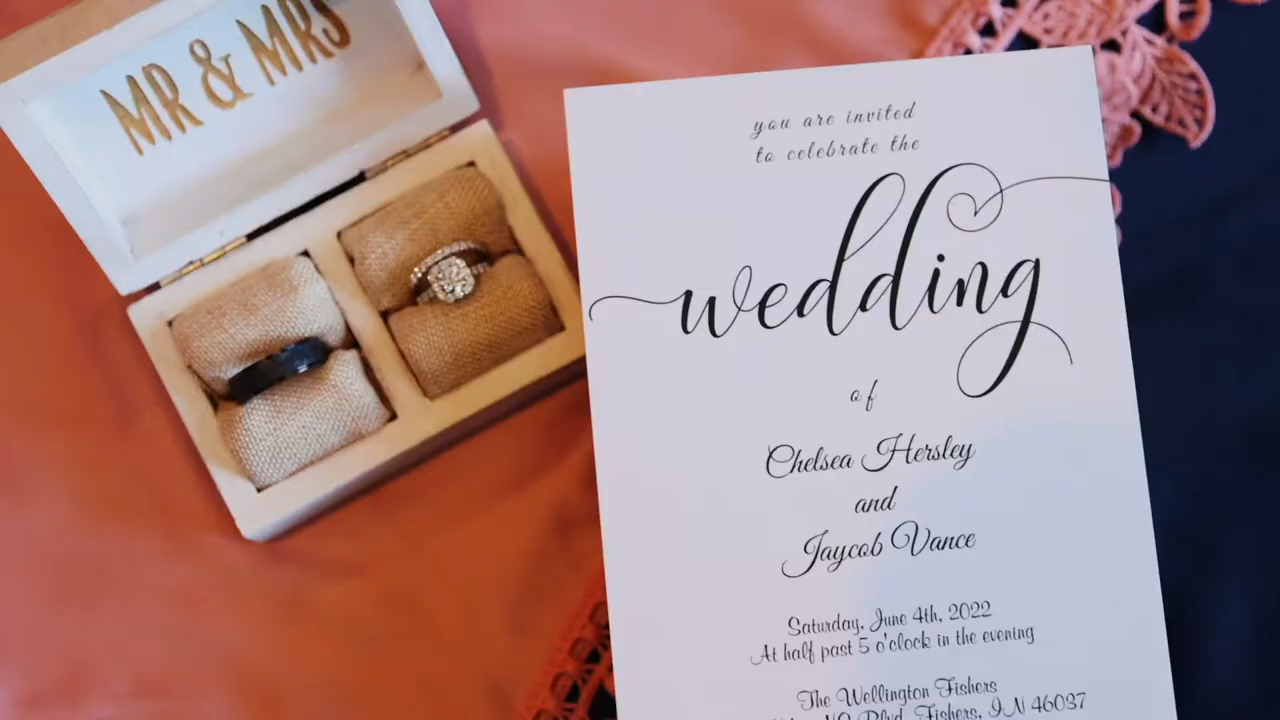 MR & MRS
you are invited
to celebrate the
wedding
of
Chelsea Hersley
and
Jaycob Vance
Saturday, June 4th, 2022
At half past 5 o'clock in the evening
The Wellington Fishers
Blvd, Fishers, IN 46037